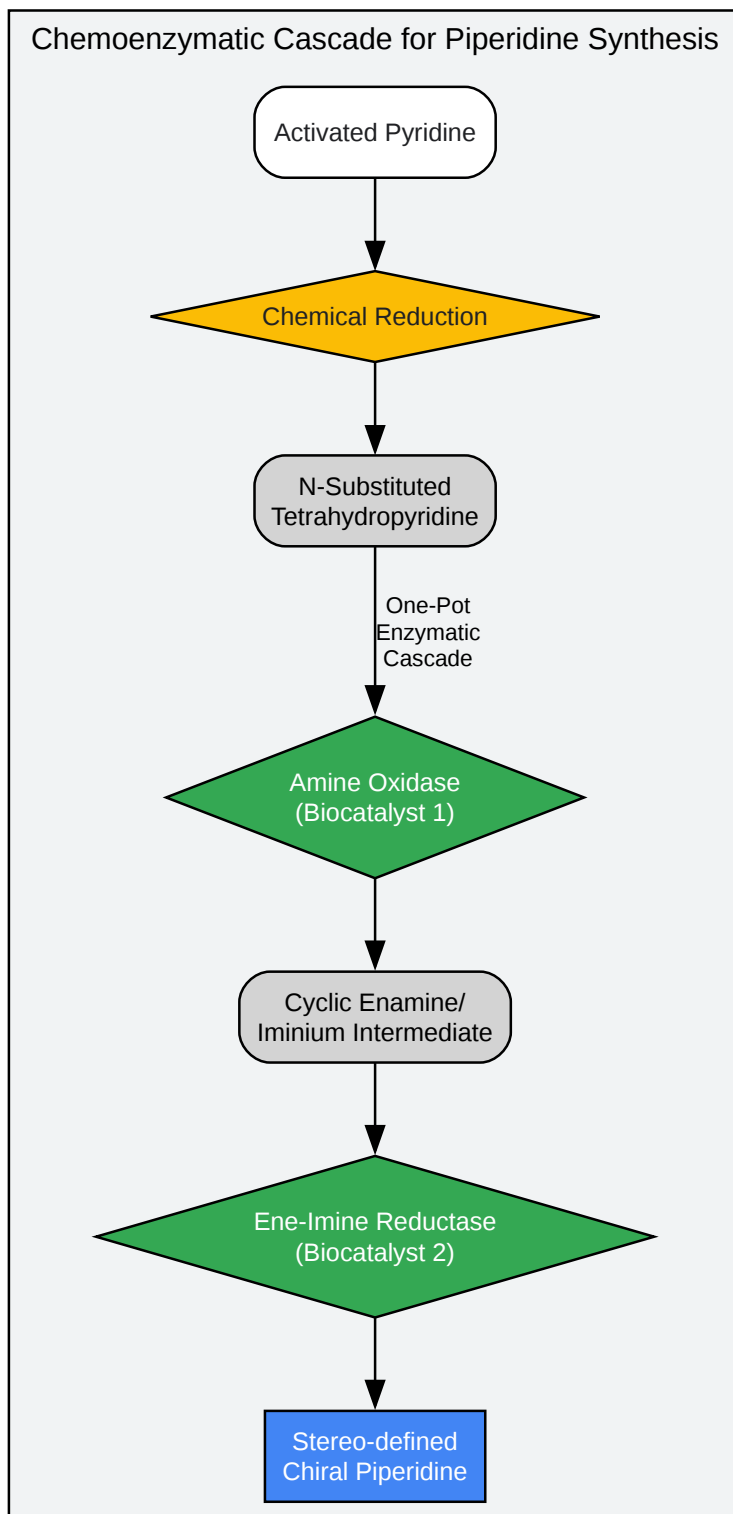 Chemoenzymatic Cascade for Piperidine Synthesis
Activated Pyridine
Chemical Reduction
N-Substituted
Tetrahydropyridine
One-Pot
Enzymatic
Cascade
Amine Oxidase
(Biocatalyst 1)
Cyclic Enamine/
Iminium Intermediate
Ene-Imine Reductase
(Biocatalyst 2)
Stereo-defined
Chiral Piperidine